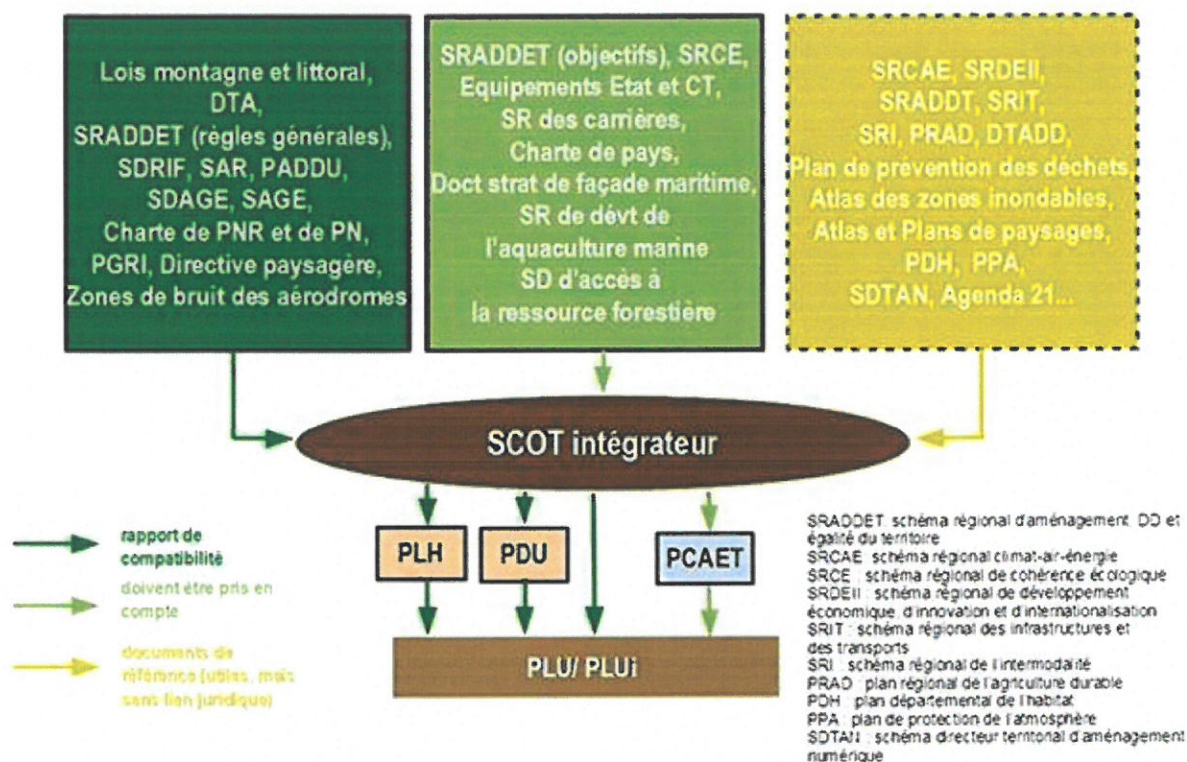 Lois montagne et littoral,
DTA,
SRADDET (règles générales),
SDRIF, SAR, PADDU,
SDAGE, SAGE,
Charte de PNR et de PN,
PGRI, Directive paysagère,
Zones de bruit des aérodromes
SRADDET (objectifs), SRCE,
Equipements Etat et CT,
SR des carrières,
Charte de pays,
Doct strat de façade maritime,
SR de dévt de
l'aquaculture marine
SD d'accès à
la ressource forestière
SRCAE, SRDEII,
SRADDT, SRIT,
SRI, PRAD, DTADD,
Plan de prévention des déchets,
Atlas des zones inondables,
Atlas et Plans de paysages,
PDH, PPA,
SDTAN, Agenda 21...
SCOT intégrateur
PLH
PDU
PCAET
PLU/ PLUi
rapport de
compatibilité
doivent être pris en
compte
documents de
référence (utiles, mais
sans lien juridique)
SRADDET: schéma régional d'aménagement, DD et
égalité du territoire
SRCAE: schéma régional climat-air-énergie
SRCE : schéma régional de cohérence écologique
SRDEII : schéma régional de développement
économique, d'innovation et d'internationalisation
SRIT : schéma régional des infrastructures et
des transports
SRI : schéma régional de l'intermodalité
PRAD : plan régional de l'agriculture durable
PDH : plan départemental de l'habitat
PPA : plan de protection de l'atmosphère
SDTAN : schéma directeur territorial d'aménagement
numérique